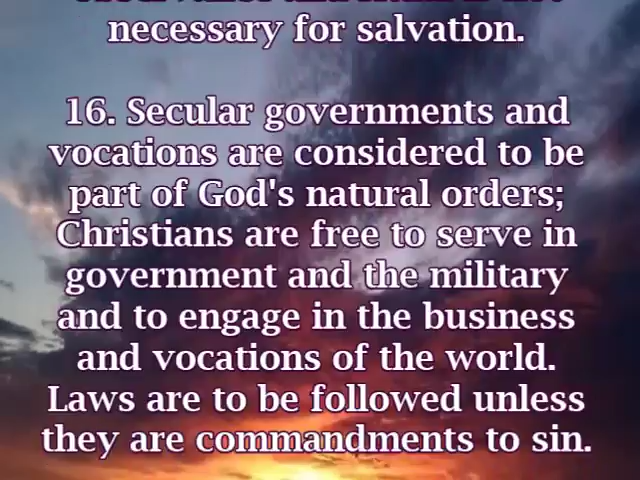 necessary for salvation.
16. Secular governments and
vocations are considered to be
part of God's natural orders;
Christians are free to serve in
government and the military
and to engage in the business
and vocations of the world.
Laws are to be followed unless
they are commandments to sin.